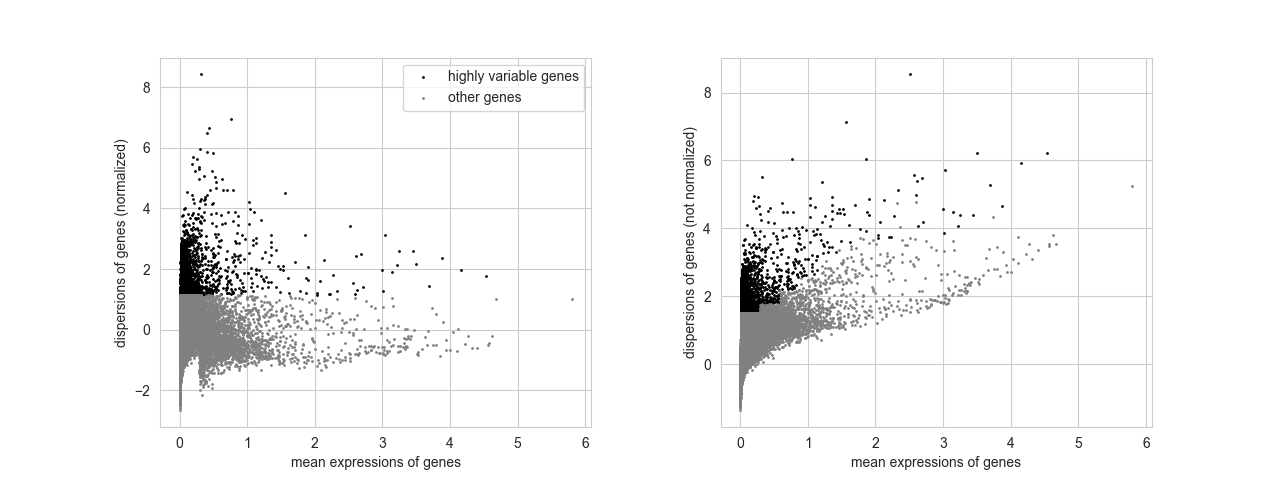 highly variable genes
other genes
8
6
4
2
0
−2
dispersions of genes (normalized)
0 1 2 3 4 5 6
mean expressions of genes
8
6
4
2
0
dispersions of genes (not normalized)
0 1 2 3 4 5 6
mean expressions of genes